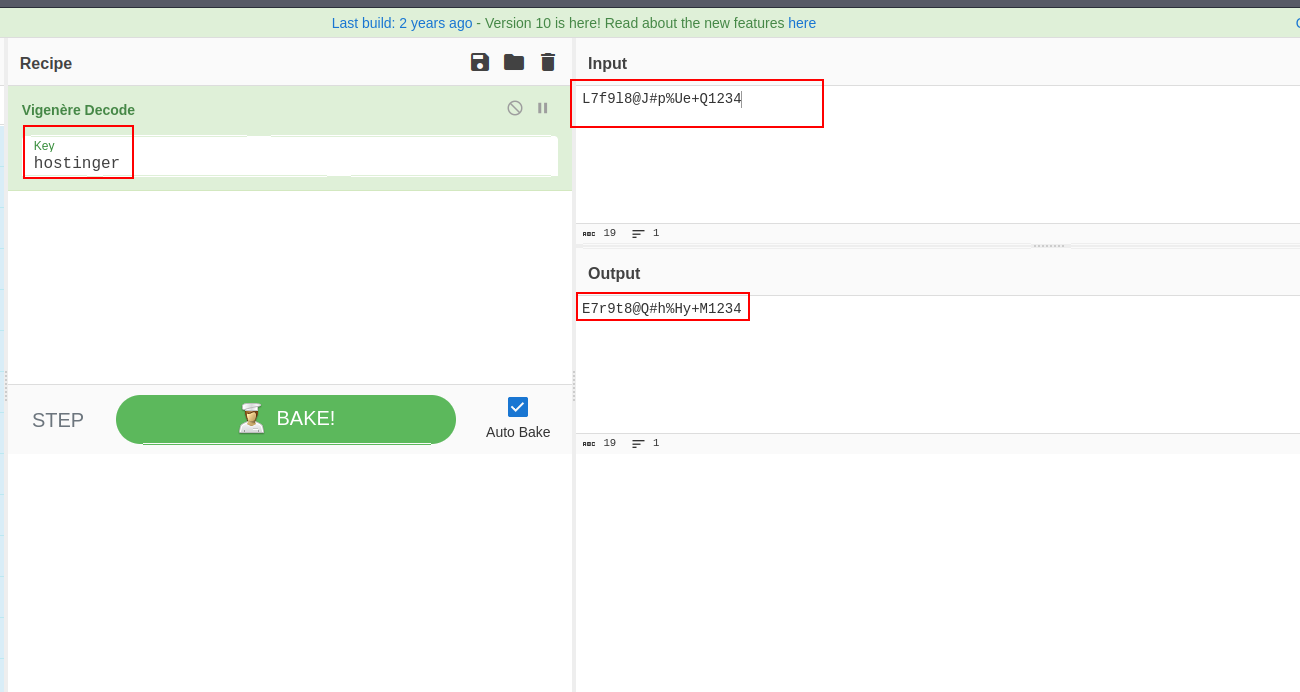 Last build: 2 years ago - Version 10 is here! Read about the new features here
Recipe
Vigenère Decode
Key
hostinger
STEP
BAKE!
Auto Bake
Input
L7f9l8@J#p%Ue+Q1234
ABC 19 1
Output
E7r9t8@Q#h%Hy+M1234
ABC 19 1